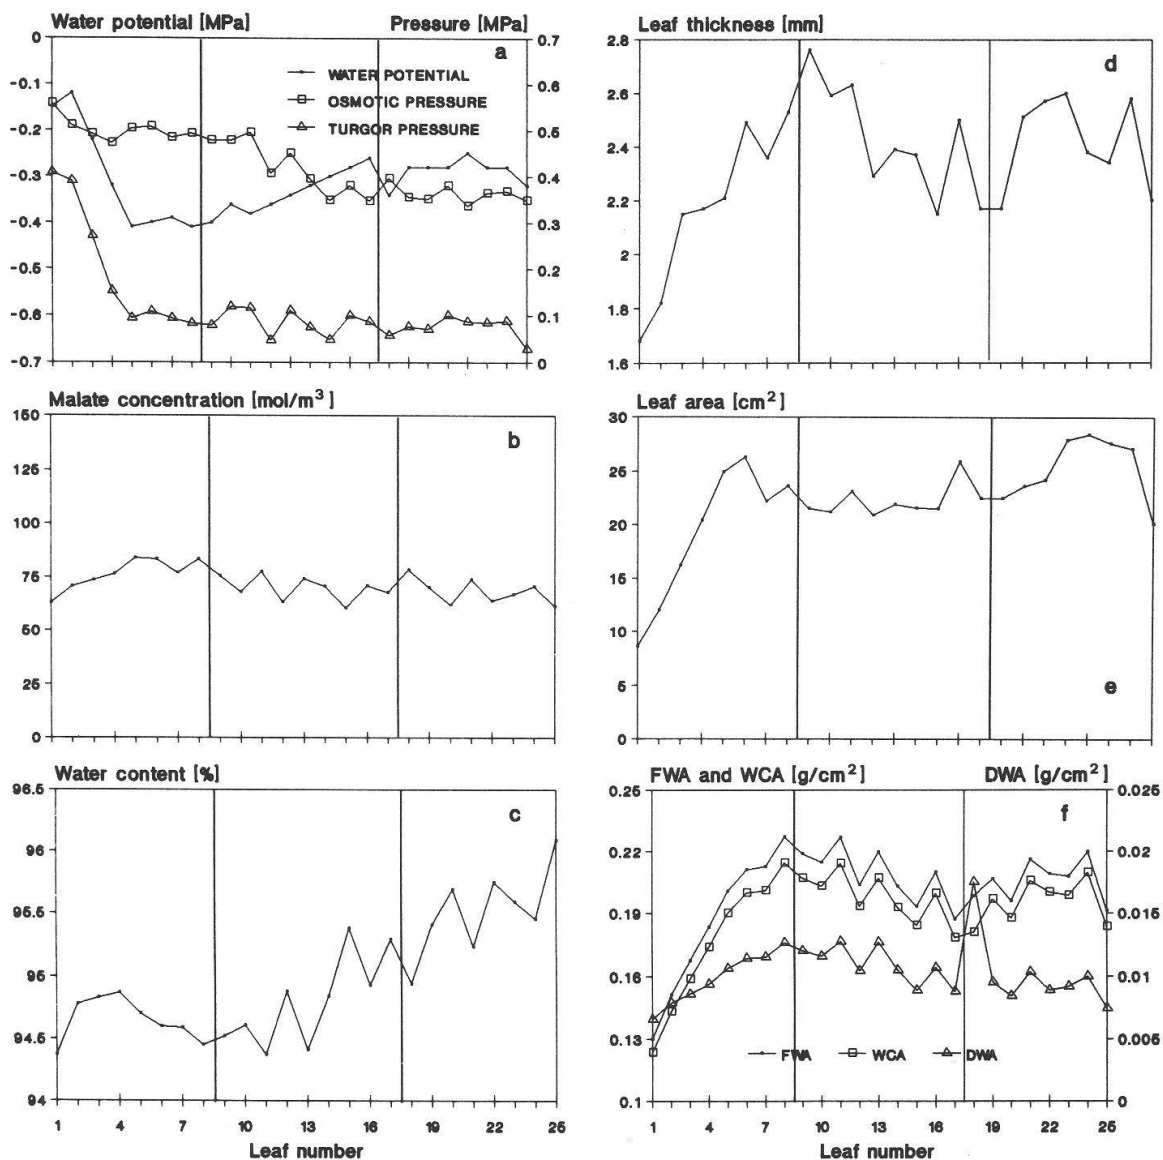 Water potential [MPa]
Pressure [MPa]
0
-0.1
-0.2
-0.3
-0.4
-0.5
-0.6
-0.7
0.7
0.6
0.5
0.4
0.3
0.2
0.1
0
a
WATER POTENTIAL
OSMOTIC PRESSURE
TURGOR PRESSURE
Leaf thickness [mm]
2.8
2.6
2.4
2.2
2
1.8
1.6
d
Malate concentration [mol/m³]
150
125
100
75
50
25
0
b
Leaf area [cm²]
30
25
20
15
10
5
0
e
Water content [%]
96.5
96
95.5
95
94.5
94
c
1 4 7 10 13 16 19 22 25
Leaf number
FWA and WCA [g/cm²]
DWA [g/cm²]
0.25
0.22
0.19
0.16
0.13
0.1
0.025
0.02
0.015
0.01
0.005
0
f
FWA WCA DWA
1 4 7 10 13 16 19 22 25
Leaf number